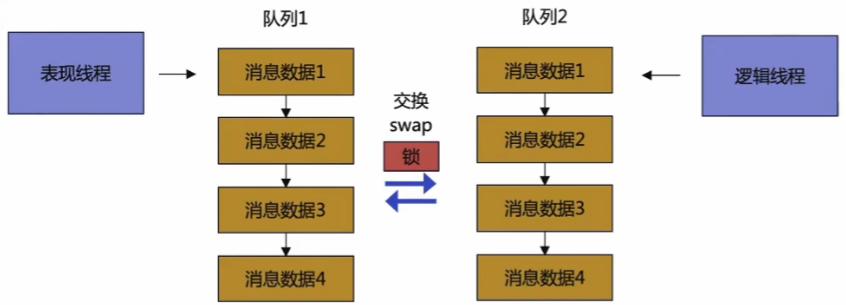 队列1
队列2
表现线程
消息数据1
消息数据2
消息数据3
消息数据4
交换
swap
锁
消息数据1
消息数据2
消息数据3
消息数据4
逻辑线程